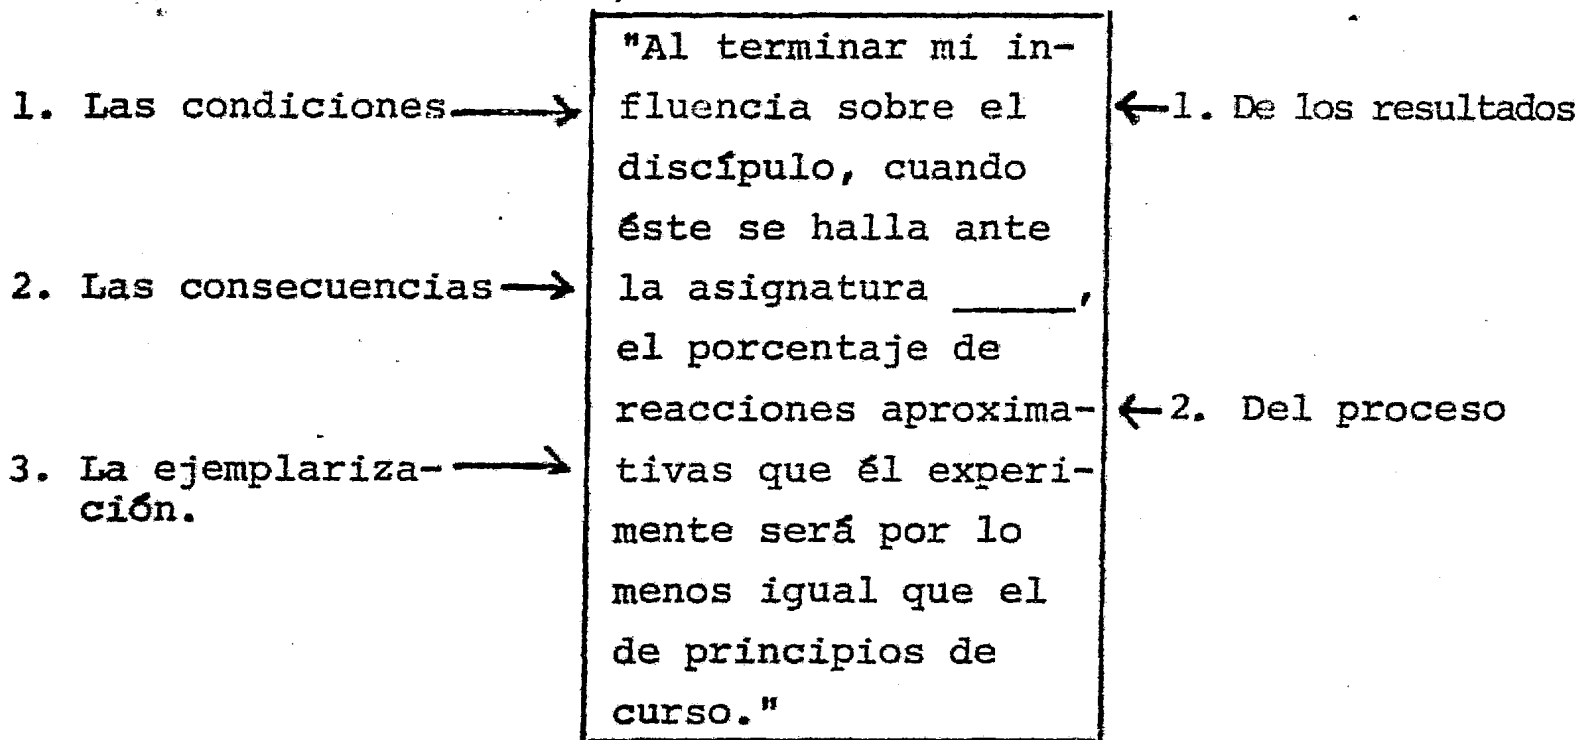 "Al terminar mi in-
1. Las condiciones
fluencia sobre el
1. De los resultados
discípulo, cuando
éste se halla ante
2. Las consecuencias
la asignatura _____,
el porcentaje de
reacciones aproxima-
2. Del proceso
3. La ejemplariza-
tivas que él experi-
ción.
mente será por lo
menos igual que el
de principios de
curso."